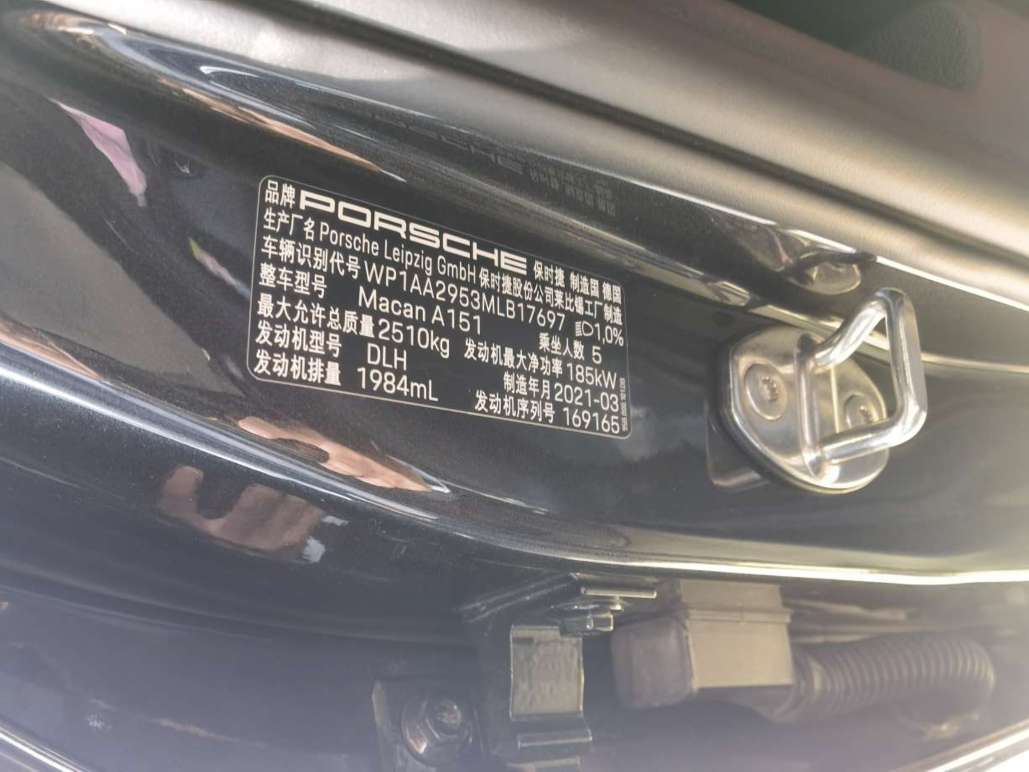 品牌 PORSCHE 保时捷 制造国 德国
生产厂名 Porsche Leipzig GmbH 保时捷股份公司莱比锡工厂制造
车辆识别代号 WP1AA2953MLB17697 1,0%
整车型号 Macan A151 乘坐人数 5
最大允许总质量 2510kg 发动机最大净功率 185kW
发动机型号 DLH 制造年月 2021-03
发动机排量 1984mL 发动机序列号 169165